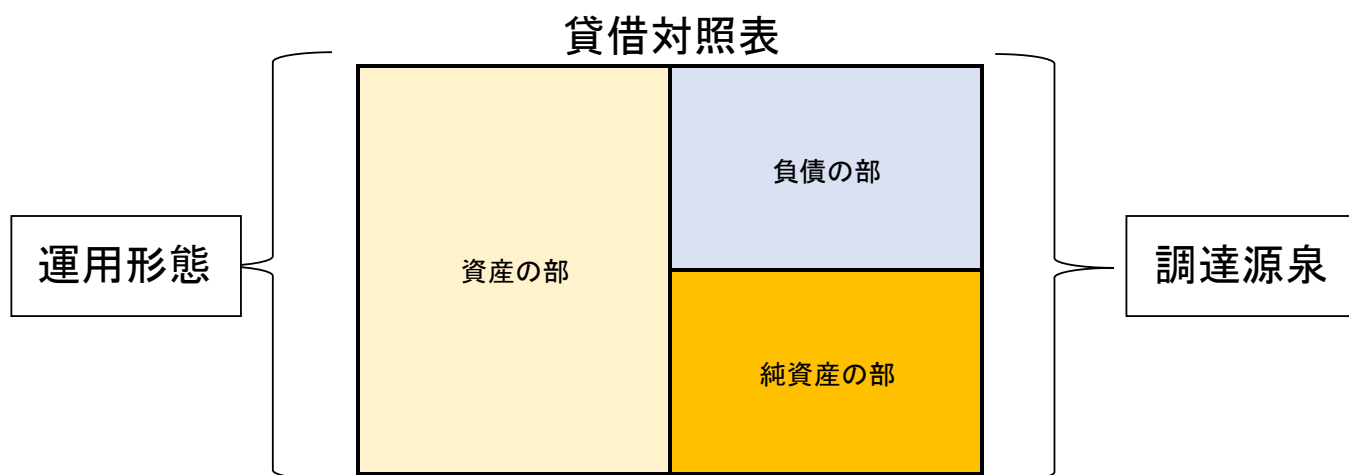 貸借対照表
運用形態
資産の部
負債の部
純資産の部
調達源泉